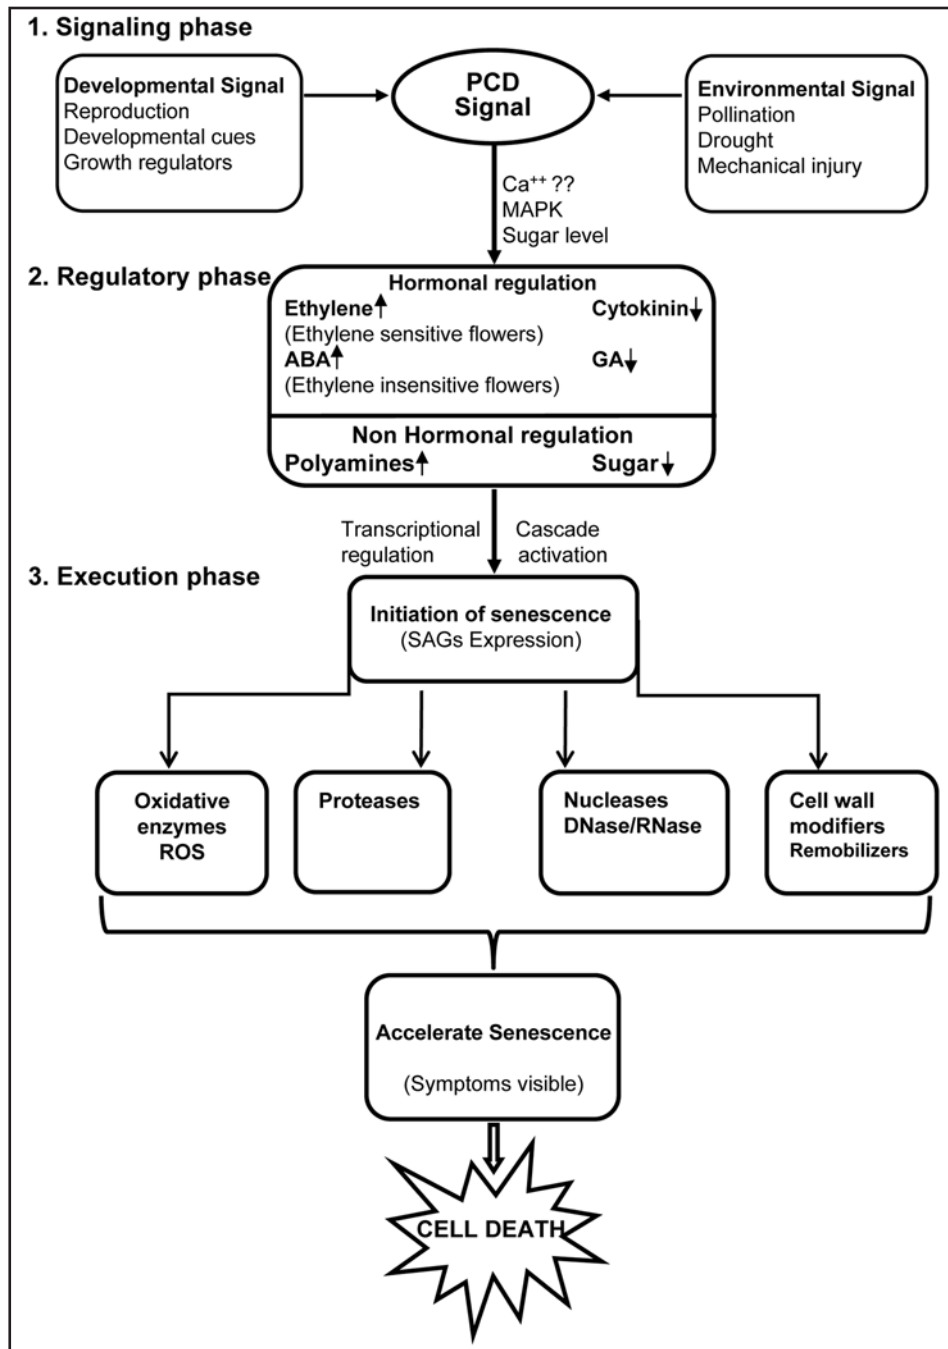 1. Signaling phase
Developmental Signal
Reproduction
Developmental cues
Growth regulators
PCD
Signal
Environmental Signal
Pollination
Drought
Mechanical injury
Ca⁺⁺ ??
MAPK
Sugar level
2. Regulatory phase
Hormonal regulation
Ethylene↑ Cytokinin↓
(Ethylene sensitive flowers)
ABA↑ GA↓
(Ethylene insensitive flowers)
Non Hormonal regulation
Polyamines↑ Sugar↓
Transcriptional
regulation
Cascade
activation
3. Execution phase
Initiation of senescence
(SAGs Expression)
Oxidative
enzymes
ROS
Proteases
Nucleases
DNase/RNase
Cell wall
modifiers
Remobilizers
Accelerate Senescence
(Symptoms visible)
CELL DEATH